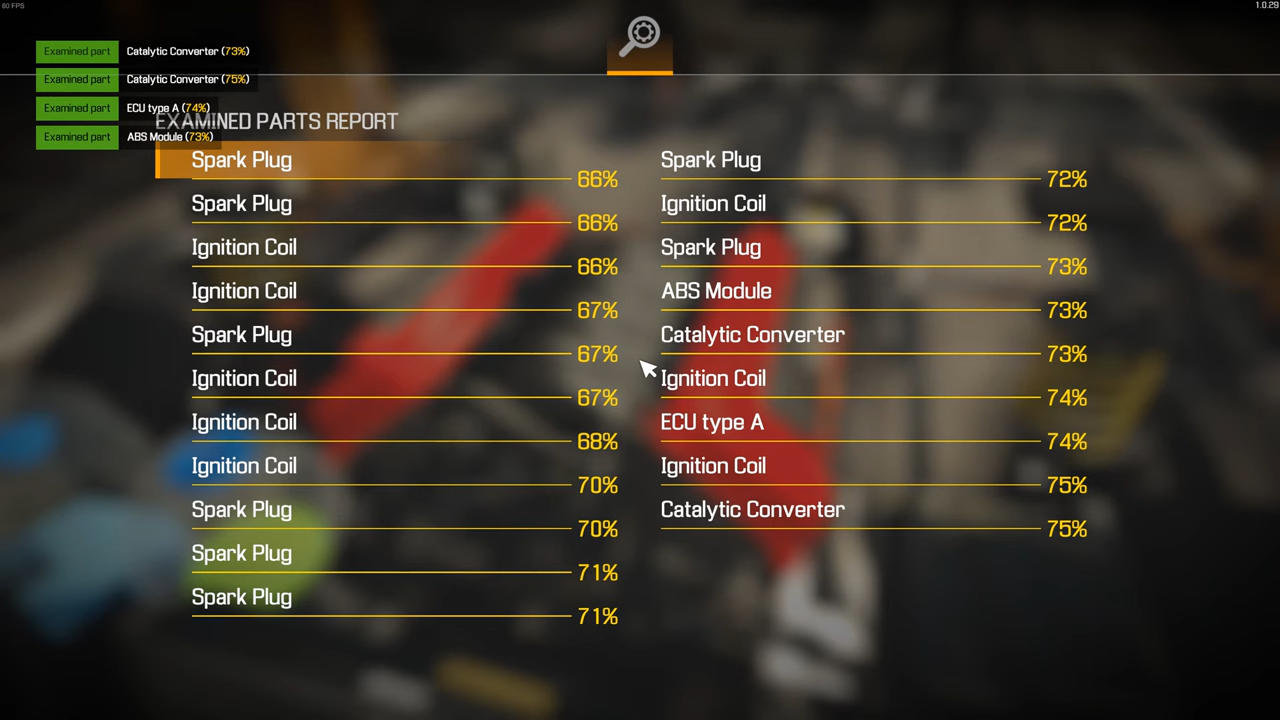 60 FPS
1.0.29
Examined part Catalytic Converter (73%)
Examined part Catalytic Converter (75%)
Examined part ECU type A (74%)
Examined part ABS Module (73%)
EXAMINED PARTS REPORT
Spark Plug
66%
Spark Plug
66%
Ignition Coil
66%
Ignition Coil
67%
Spark Plug
67%
Ignition Coil
67%
Ignition Coil
68%
Ignition Coil
70%
Spark Plug
70%
Spark Plug
71%
Spark Plug
71%
Spark Plug
72%
Ignition Coil
72%
Spark Plug
73%
ABS Module
73%
Catalytic Converter
73%
Ignition Coil
74%
ECU type A
74%
Ignition Coil
75%
Catalytic Converter
75%